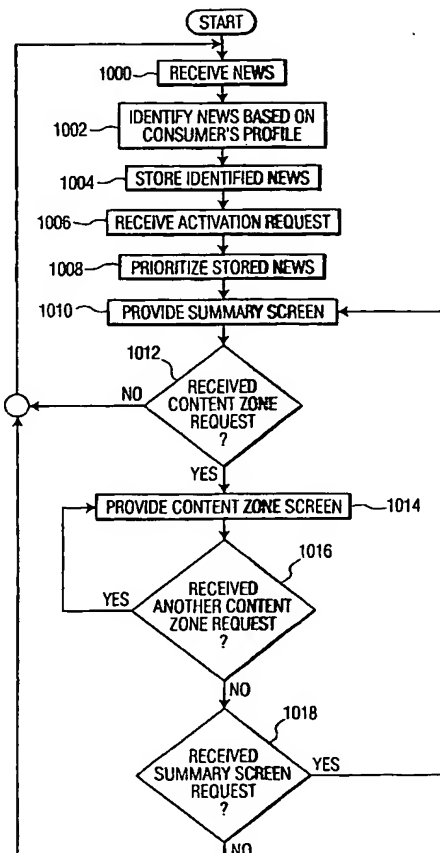 START
1000
RECEIVE NEWS
1002
IDENTIFY NEWS BASED ON
CONSUMER'S PROFILE
1004
STORE IDENTIFIED NEWS
1006
RECEIVE ACTIVATION REQUEST
1008
PRIORITIZE STORED NEWS
1010
PROVIDE SUMMARY SCREEN
1012
RECEIVED
CONTENT ZONE
REQUEST
?
NO
YES
PROVIDE CONTENT ZONE SCREEN
1014
1016
RECEIVED
ANOTHER CONTENT
ZONE REQUEST
?
YES
NO
1018
RECEIVED
SUMMARY SCREEN
REQUEST
?
YES
NO